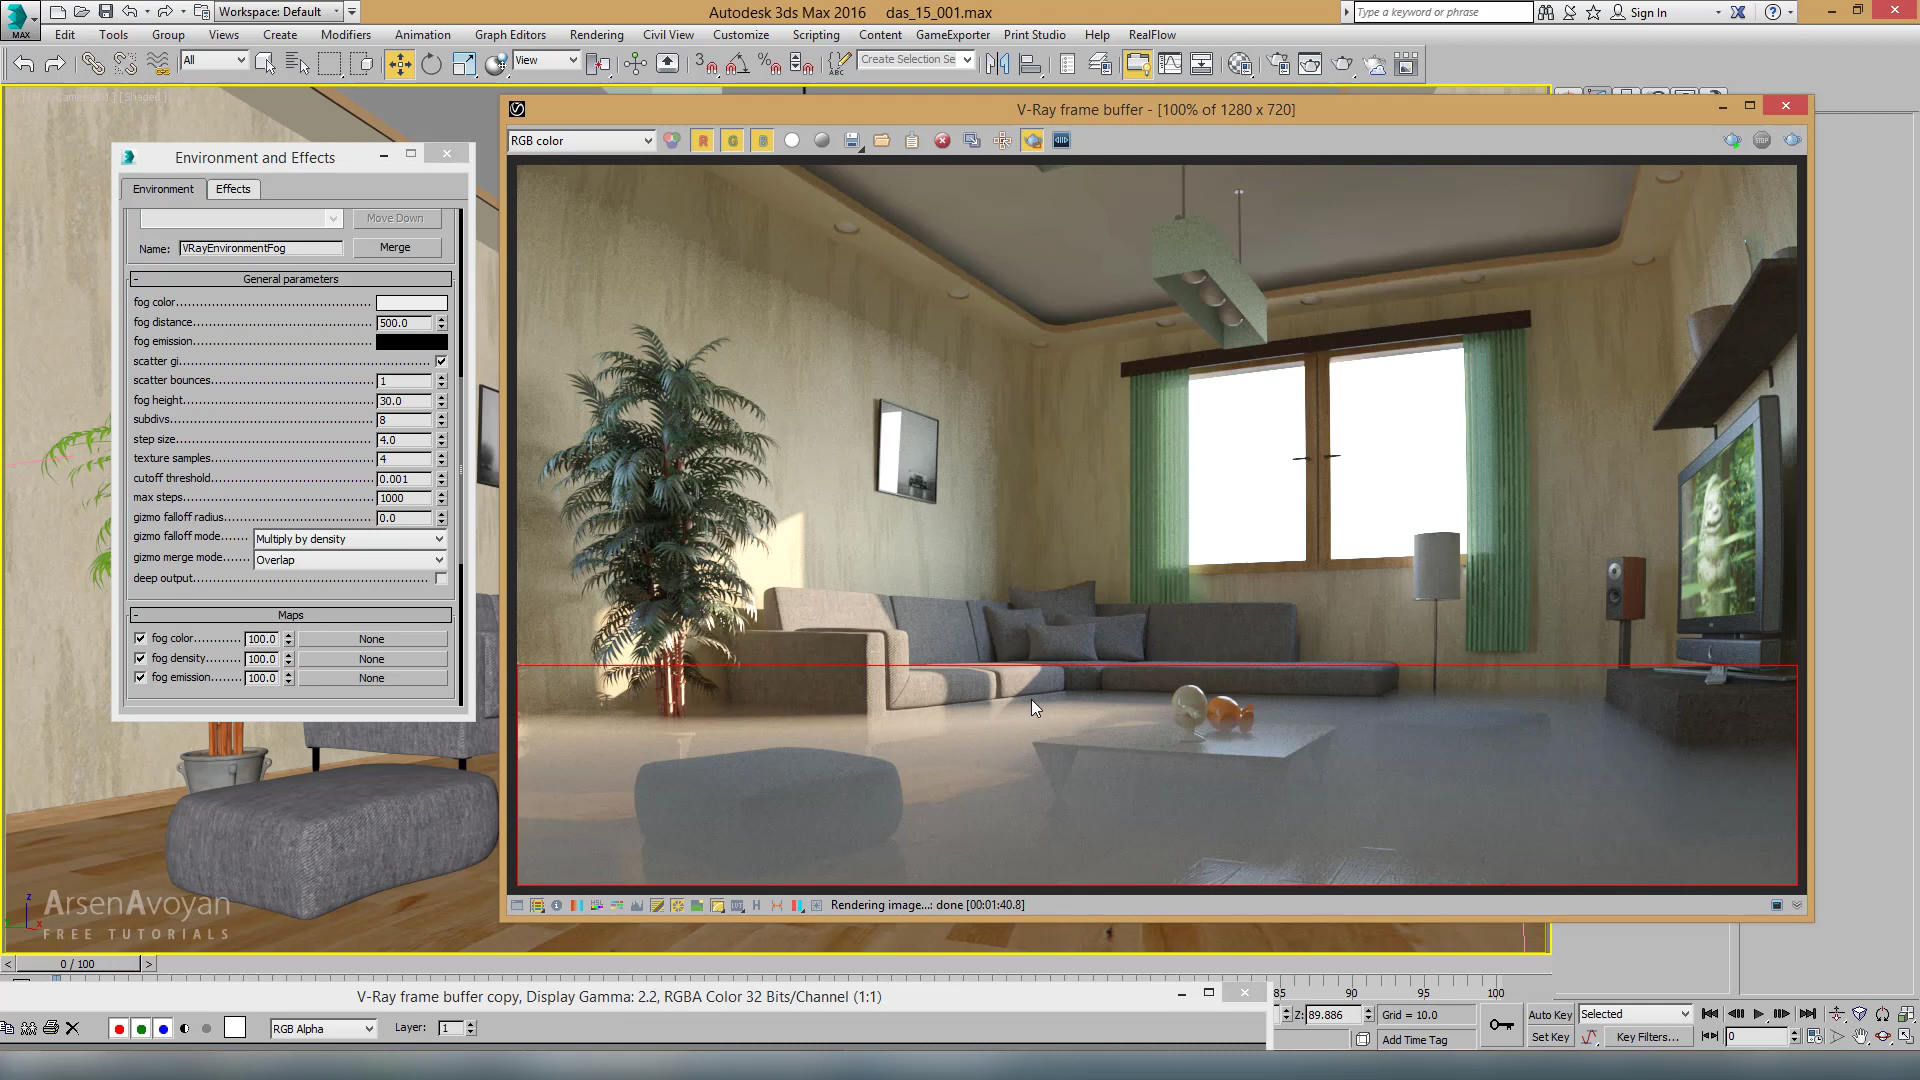 MAX
Workspace: Default
Autodesk 3ds Max 2016 das_15_001.max
Type a keyword or phrase
Sign In
Edit Tools Group Views Create Modifiers Animation Graph Editors Rendering Civil View Customize Scripting Content GameExporter Print Studio Help RealFlow
All
View
Create Selection Se
V-Ray frame buffer - [100% of 1280 x 720]
RGB color
R G B
STOP
Environment and Effects
Environment Effects
Move Down
Name: VRayEnvironmentFog Merge
- General parameters
fog color
fog distance 500.0
fog emission
scatter gi
scatter bounces 1
fog height 30.0
subdivs 8
step size 4.0
texture samples 4
cutoff threshold 0.001
max steps 1000
gizmo falloff radius 0.0
gizmo falloff mode Multiply by density
gizmo merge mode Overlap
deep output
- Maps
fog color 100.0 None
fog density 100.0 None
fog emission 100.0 None
ArsenAvoyan
FREE TUTORIALS
Rendering image...: done [00:01:40.8]
< 0 / 100 >
V-Ray frame buffer copy, Display Gamma: 2.2, RGBA Color 32 Bits/Channel (1:1)
85 90 95 100
RGB Alpha
Layer: 1
Z: 89.886
Grid = 10.0
Add Time Tag
Auto Key Selected
Set Key Key Filters...
0